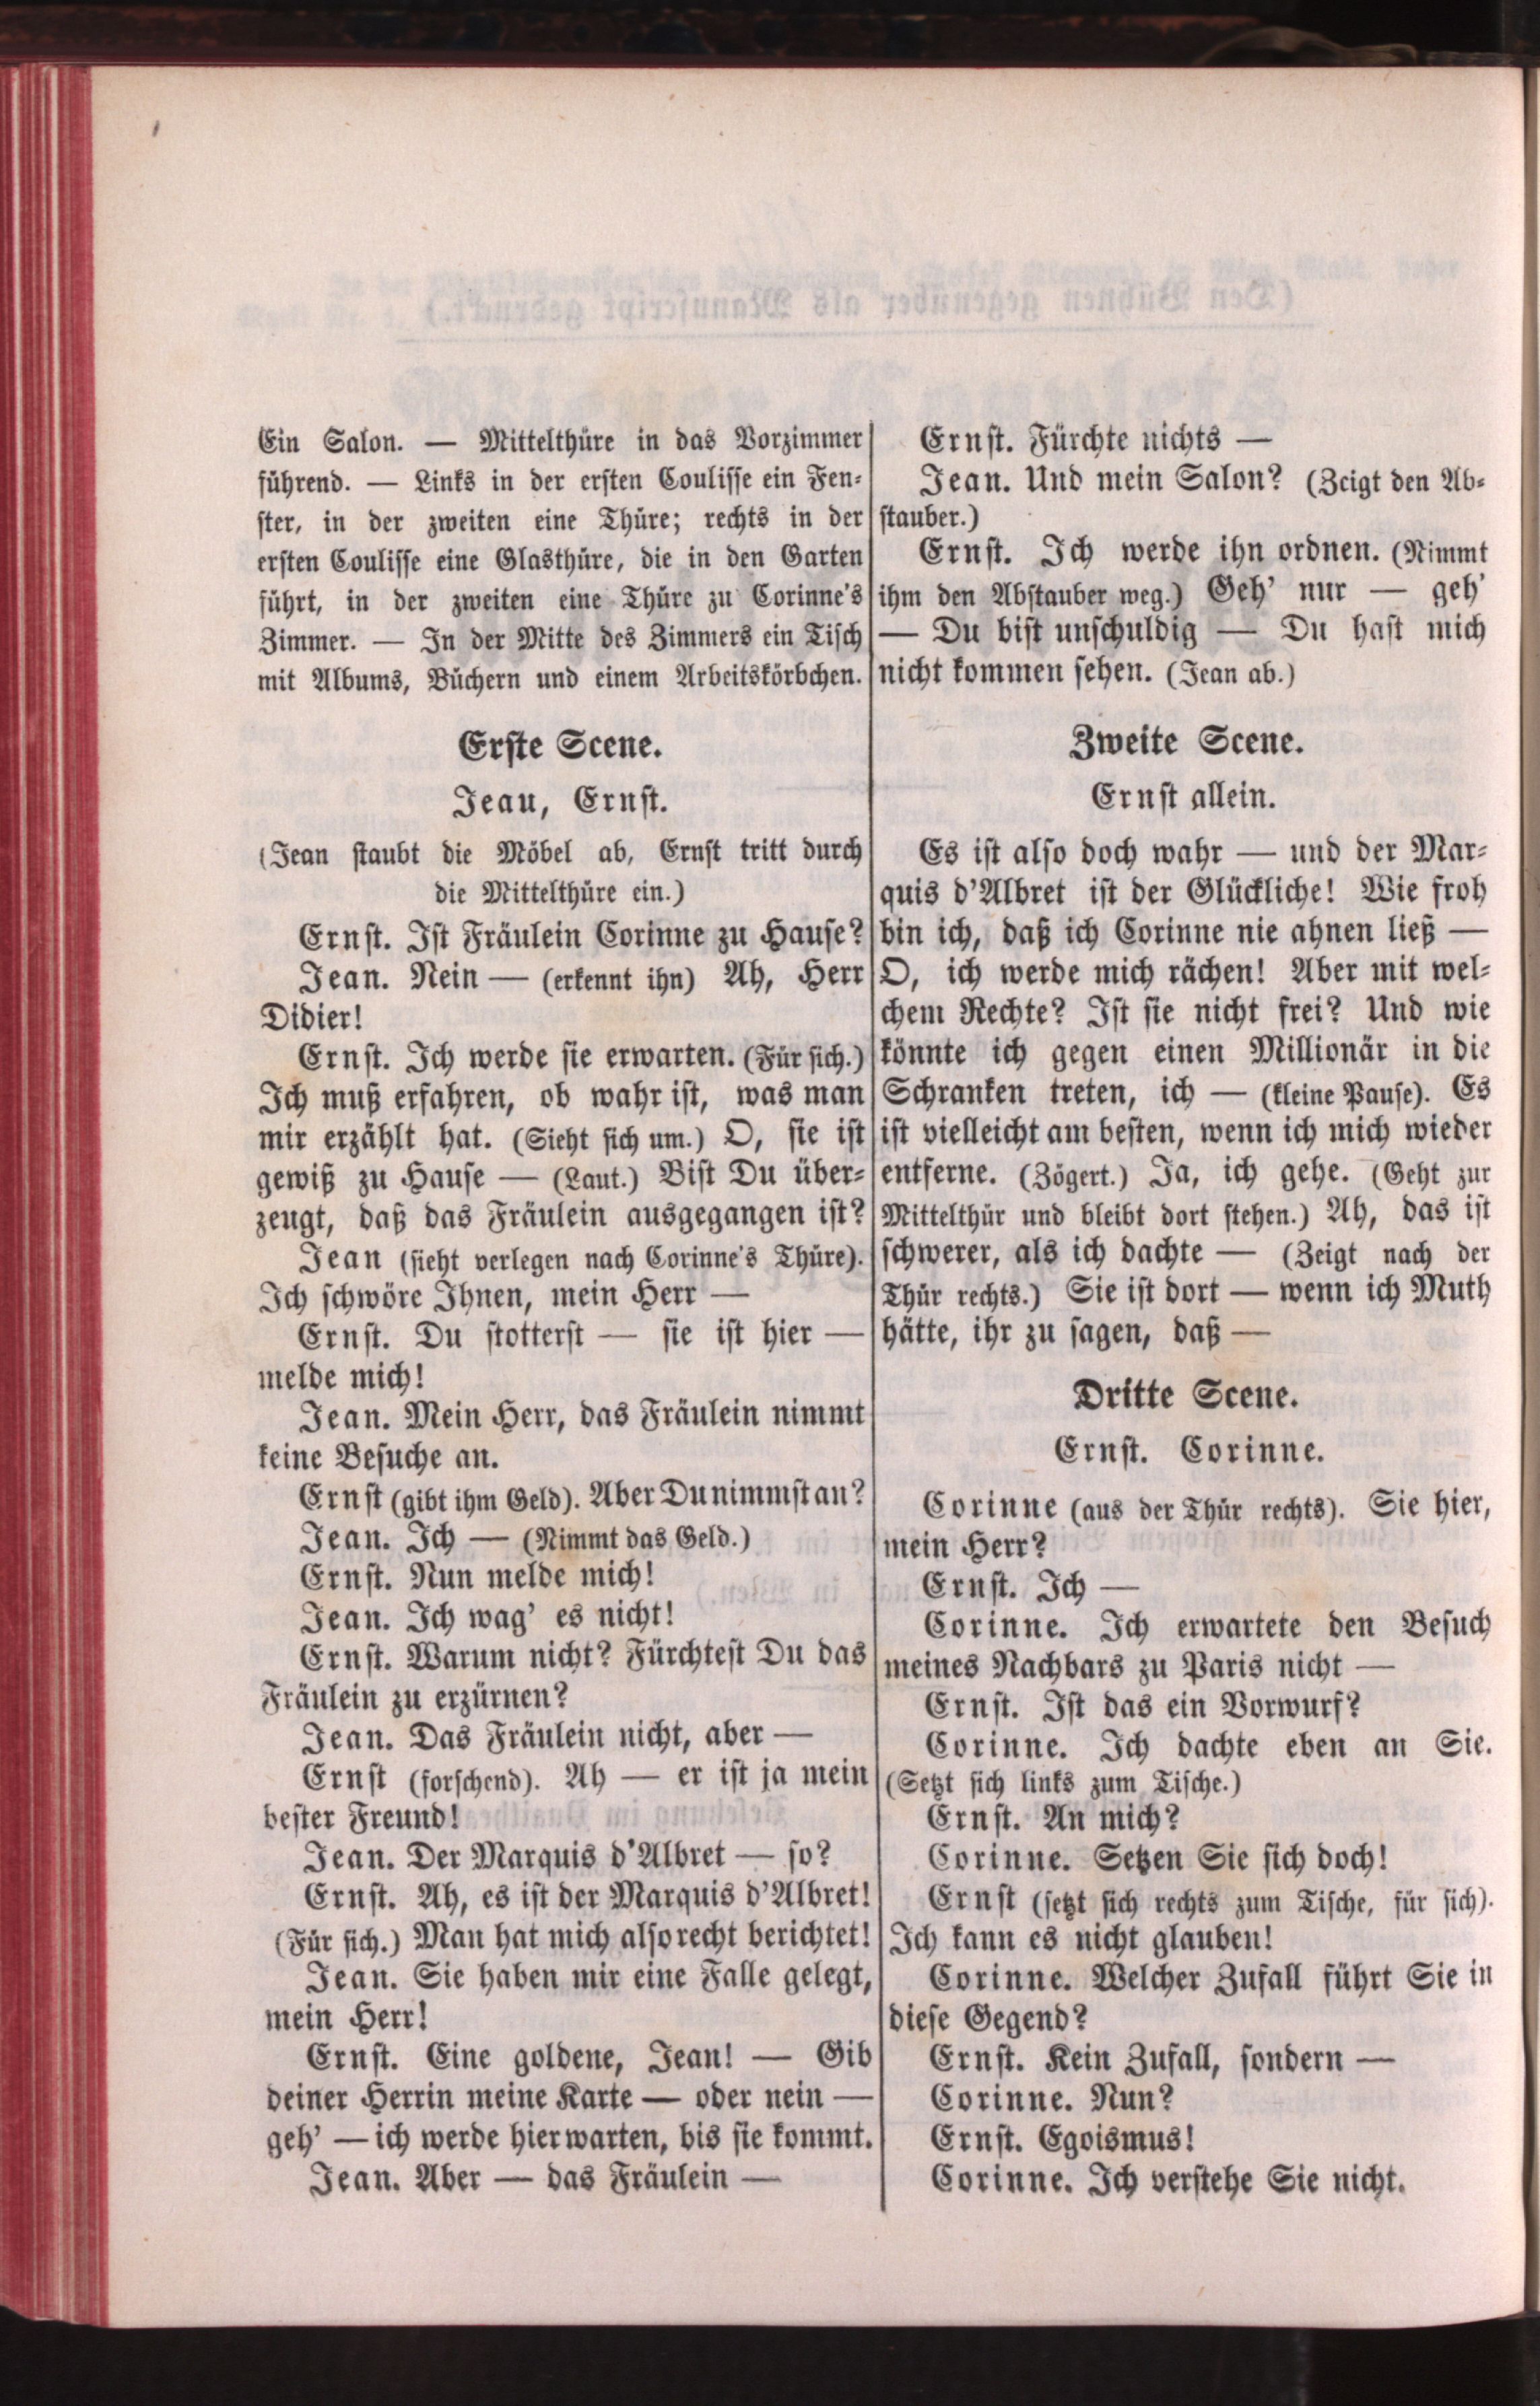 Ein Salon. — Mittelthüre in das Vorzimmer
führend. — Links in der ersten Coulisse ein Fen-
ster, in der zweiten eine Thüre; rechts in der
ersten Coulisse eine Glasthüre, die in den Garten
führt, in der zweiten eine Thüre zu Corinne's
Zimmer. — In der Mitte des Zimmers ein Tisch
mit Albums, Büchern und einem Arbeitskörbchen.
Erste Scene.
Jeau, Ernst.
(Jean staubt die Möbel ab, Ernst tritt durch
die Mittelthüre ein.)
Ernst. Ist Fräulein Corinne zu Hause?
Jean. Nein — (erkennt ihn) Ah, Herr
Didier!
Ernst. Ich werde sie erwarten. (Für sich.)
Ich muß erfahren, ob wahr ist, was man
mir erzählt hat. (Sieht sich um.) O, sie ist
gewiß zu Hause — (Laut.) Bist Du über-
zeugt, daß das Fräulein ausgegangen ist?
Jean (sieht verlegen nach Corinne's Thüre).
Ich schwöre Ihnen, mein Herr —
Ernst. Du stotterst — sie ist hier —
melde mich!
Jean. Mein Herr, das Fräulein nimmt
keine Besuche an.
Ernst (gibt ihm Geld). Aber Du nimmst an?
Jean. Ich — (Nimmt das Geld.)
Ernst. Nun melde mich!
Jean. Ich wag' es nicht!
Ernst. Warum nicht? Fürchtest Du das
Fräulein zu erzürnen?
Jean. Das Fräulein nicht, aber —
Ernst (forschend). Ah — er ist ja mein
bester Freund!
Jean. Der Marquis d'Albret — so?
Ernst. Ah, es ist der Marquis d'Albret!
(Für sich.) Man hat mich also recht berichtet!
Jean. Sie haben mir eine Falle gelegt,
mein Herr!
Ernst. Eine goldene, Jean! — Gib
deiner Herrin meine Karte — oder nein —
geh' — ich werde hier warten, bis sie kommt.
Jean. Aber — das Fräulein —
Ernst. Fürchte nichts —
Jean. Und mein Salon? (Zeigt den Ab-
stauber.)
Ernst. Ich werde ihn ordnen. (Nimmt
ihm den Abstauber weg.) Geh' nur — geh'
— Du bist unschuldig — Du hast mich
nicht kommen sehen. (Jean ab.)
Zweite Scene.
Ernst allein.
Es ist also doch wahr — und der Mar-
quis d'Albret ist der Glückliche! Wie froh
bin ich, daß ich Corinne nie ahnen ließ —
O, ich werde mich rächen! Aber mit wel-
chem Rechte? Ist sie nicht frei? Und wie
könnte ich gegen einen Millionär in die
Schranken treten, ich — (kleine Pause). Es
ist vielleicht am besten, wenn ich mich wieder
entferne. (Zögert.) Ja, ich gehe. (Geht zur
Mittelthür und bleibt dort stehen.) Ah, das ist
schwerer, als ich dachte — (Zeigt nach der
Thür rechts.) Sie ist dort — wenn ich Muth
hätte, ihr zu sagen, daß —
Dritte Scene.
Ernst. Corinne.
Corinne (aus der Thür rechts). Sie hier,
mein Herr?
Ernst. Ich —
Corinne. Ich erwartete den Besuch
meines Nachbars zu Paris nicht —
Ernst. Ist das ein Vorwurf?
Corinne. Ich dachte eben an Sie.
(Setzt sich links zum Tische.)
Ernst. An mich?
Corinne. Setzen Sie sich doch!
Ernst (setzt sich rechts zum Tische, für sich).
Ich kann es nicht glauben!
Corinne. Welcher Zufall führt Sie in
diese Gegend?
Ernst. Kein Zufall, sondern —
Corinne. Nun?
Ernst. Egoismus!
Corinne. Ich verstehe Sie nicht.